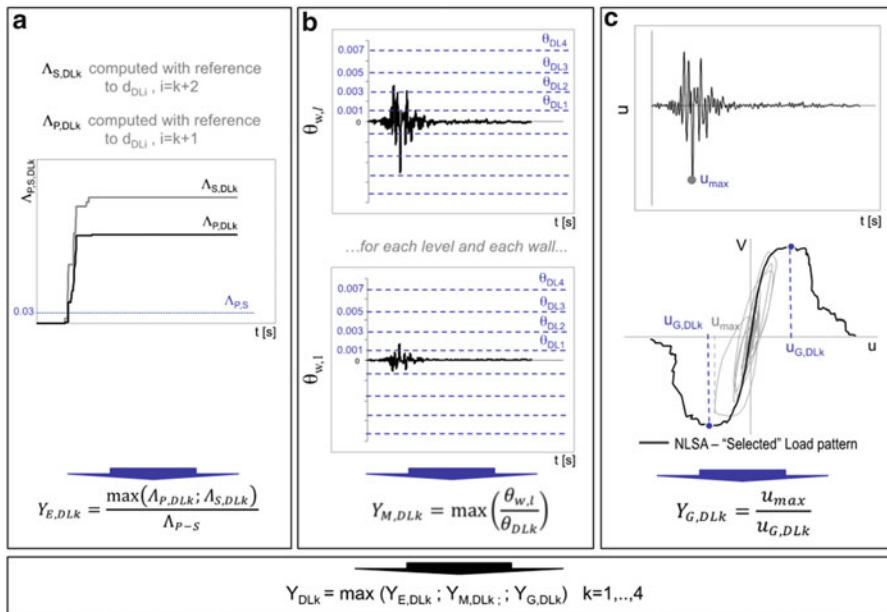 a
Λ_S,DLk computed with reference
to d_DLi , i=k+2
Λ_P,DLk computed with reference
to d_DLi , i=k+1
Λ_P,S,DLk
Λ_S,DLk
Λ_P,DLk
Λ_P,S
0.03
t [s]
Y_E,DLk = max(Λ_P,DLk; Λ_S,DLk) / Λ_P−S
b
θ_w,l
0.007
0.005
0.003
0.001
0
θ_DL4
θ_DL3
θ_DL2
θ_DL1
t [s]
...for each level and each wall...
θ_w,1
0.007
0.005
0.003
0.001
0
θ_DL4
θ_DL3
θ_DL2
θ_DL1
t [s]
Y_M,DLk = max(θ_w,l / θ_DLk)
c
u
u_max
t [s]
V
u_G,DLk
u_max
u_G,DLk
u
NLSA – “Selected” Load pattern
Y_G,DLk = u_max / u_G,DLk
Y_DLk = max (Y_E,DLk ; Y_M,DLk ; ; Y_G,DLk) k=1,..,4